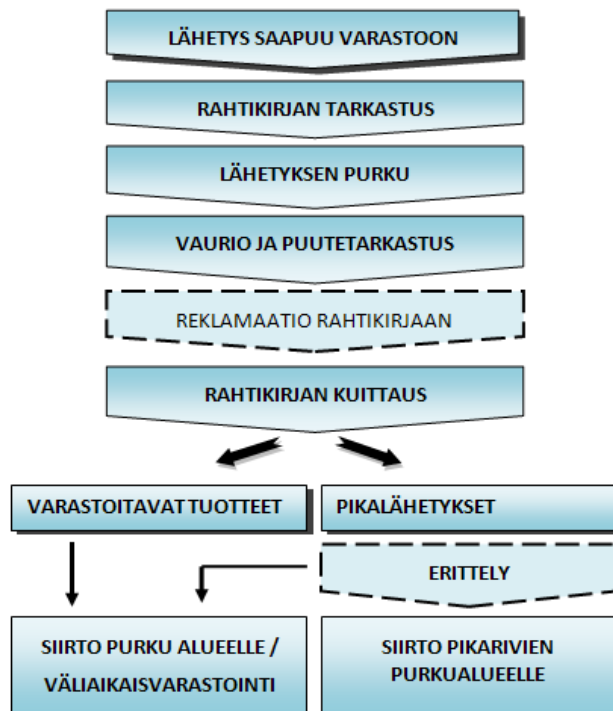 LÄHETYS SAAPUU VARASTOON
RAHTIKIRJAN TARKASTUS
LÄHETYKSEN PURKU
VAURIO JA PUUTETARKASTUS
REKLAMAATIO RAHTIKIRJAAN
RAHTIKIRJAN KUITTAUS
VARASTOITAVAT TUOTTEET
PIKALÄHETYKSET
ERITTELY
SIIRTO PURKU ALUEELLE /
VÄLIAIKAISVARASTOINTI
SIIRTO PIKARIVIEN
PURKUALUEELLE